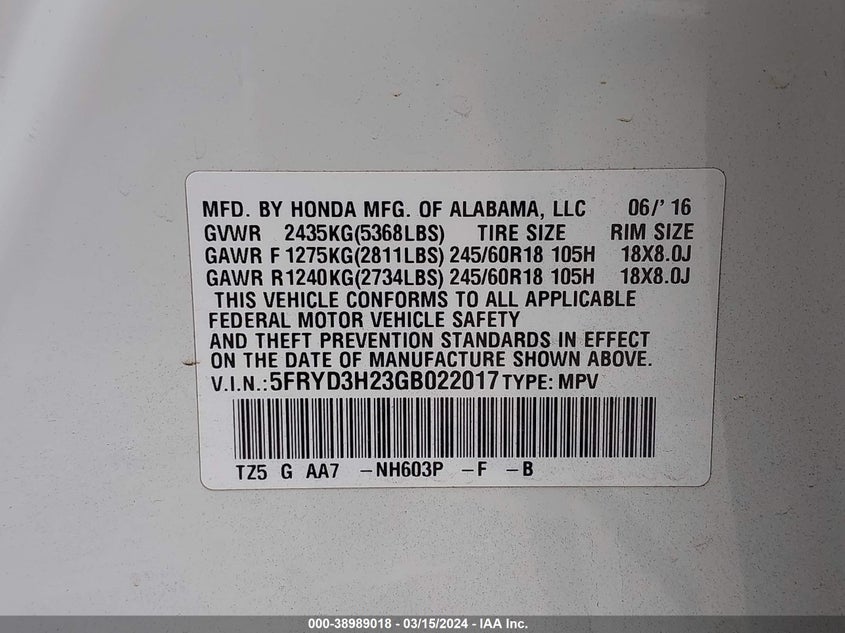 MFD. BY HONDA MFG. OF ALABAMA, LLC 06/' 16
GVWR 2435KG(5368LBS) TIRE SIZE RIM SIZE
GAWR F 1275KG(2811LBS) 245/60R18 105H 18X8.0J
GAWR R1240KG(2734LBS) 245/60R18 105H 18X8.0J
THIS VEHICLE CONFORMS TO ALL APPLICABLE
FEDERAL MOTOR VEHICLE SAFETY
AND THEFT PREVENTION STANDARDS IN EFFECT
ON THE DATE OF MANUFACTURE SHOWN ABOVE.
V.I.N.:5FRYD3H23GB022017 TYPE: MPV
TZ5 G AA7 -NH603P -F -B
000-38989018 - 03/15/2024 - IAA Inc.